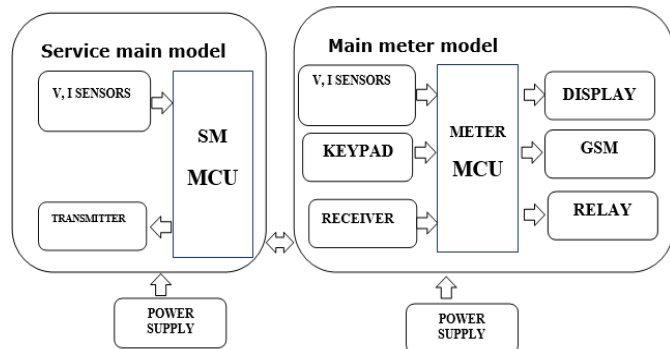 Service main model
V, I SENSORS
SM
MCU
TRANSMITTER
POWER
SUPPLY
Main meter model
V, I SENSORS
KEYPAD
RECEIVER
METER
MCU
DISPLAY
GSM
RELAY
POWER
SUPPLY